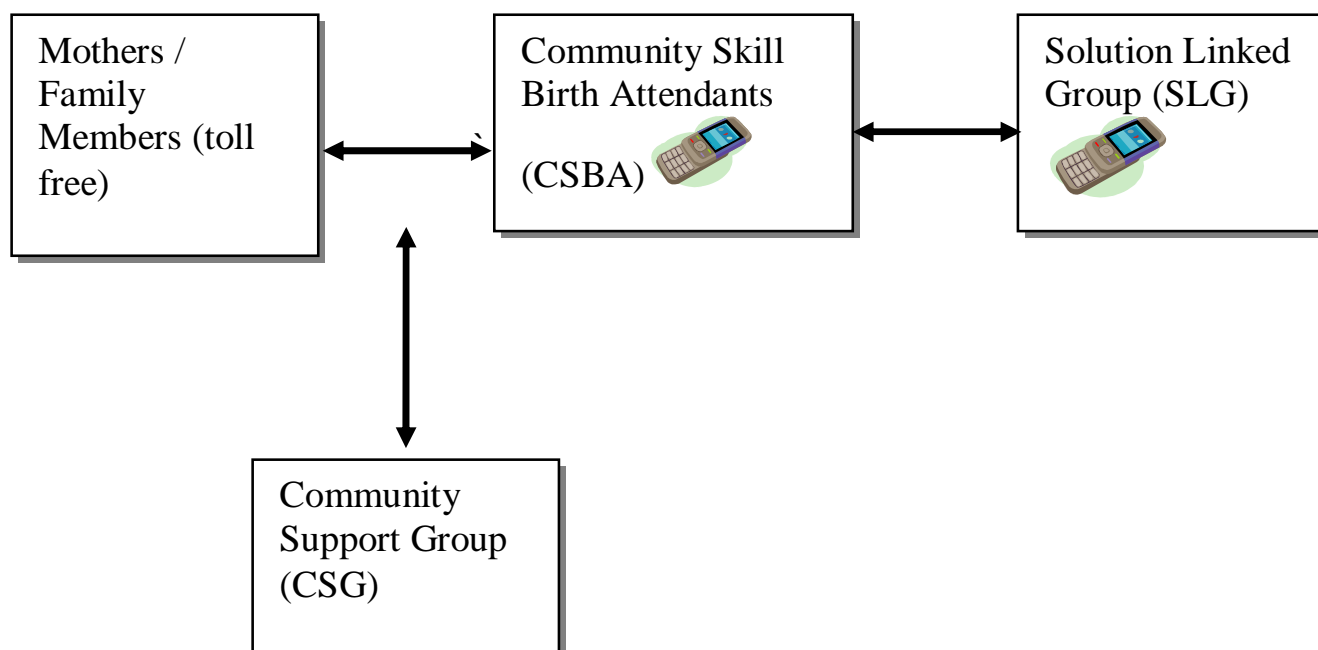 Mothers /
Family
Members (toll
free)
Community Skill
Birth Attendants
(CSBA)
`
Solution Linked
Group (SLG)
Community
Support Group
(CSG)